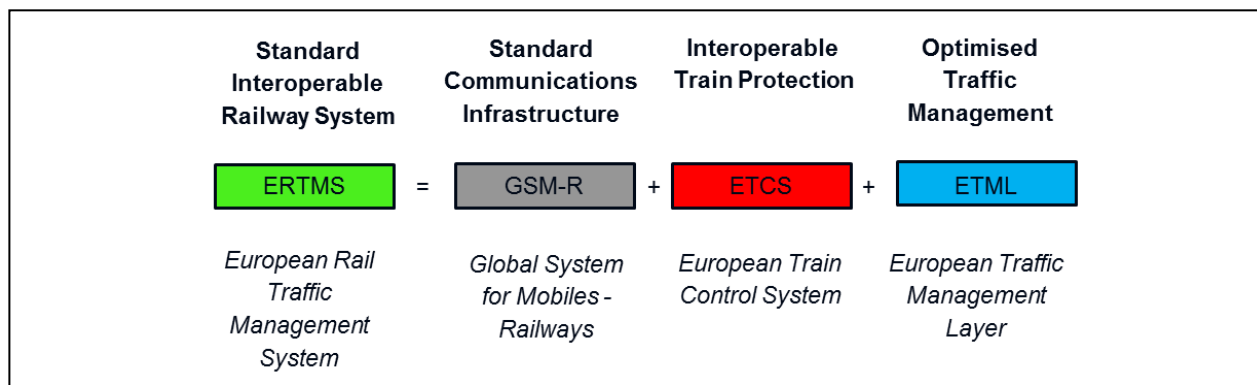 Standard
Interoperable
Railway System
Standard
Communications
Infrastructure
Interoperable
Train Protection
Optimised
Traffic
Management
ERTMS = GSM-R + ETCS + ETML
European Rail
Traffic
Management
System
Global System
for Mobiles -
Railways
European Train
Control System
European Traffic
Management
Layer